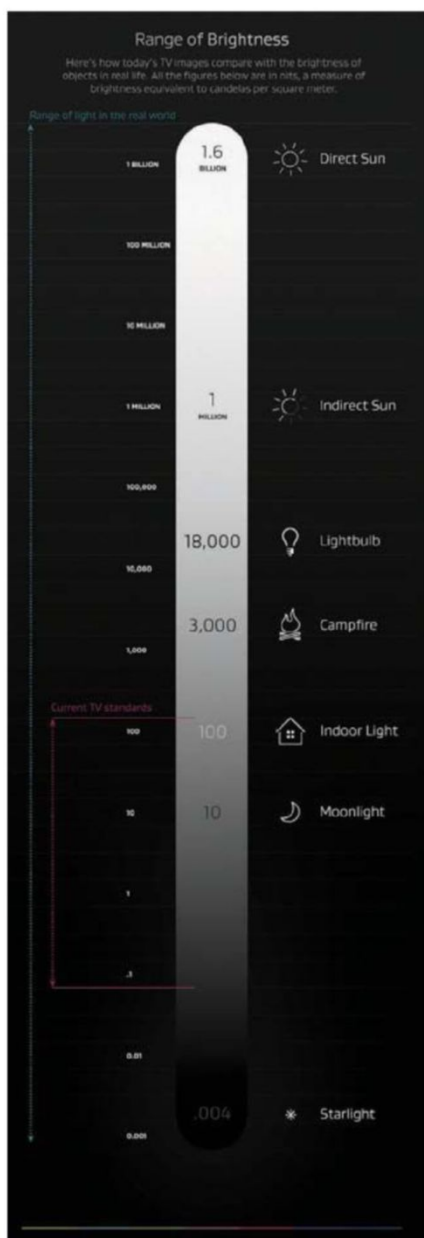 Range of Brightness
Here's how today's TV images compare with the brightness of
objects in real life. All the figures below are in nits, a measure of
brightness equivalent to candelas per square meter.
Range of light in the real world
1 BILLION
1.6
BILLION
Direct Sun
100 MILLION
10 MILLION
1 MILLION
1
MILLION
Indirect Sun
100,000
18,000
Lightbulb
10,000
3,000
Campfire
1,000
Current TV standards
100
100
Indoor Light
10
10
Moonlight
1
.1
0.01
.004
Starlight
0.001